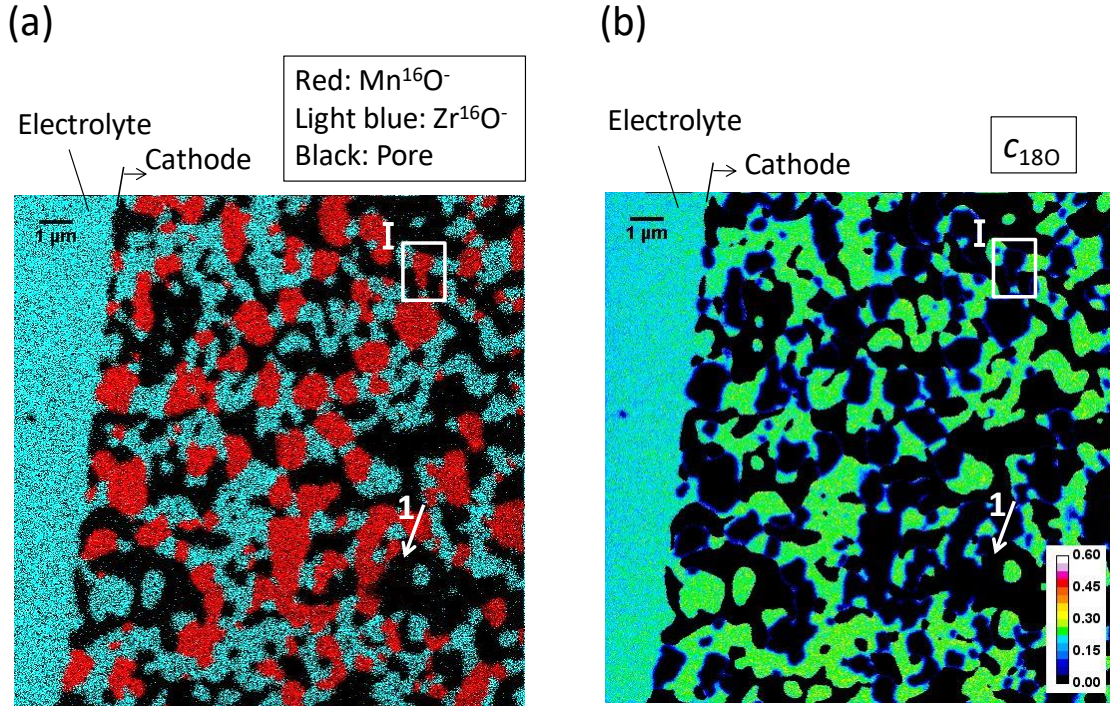 (a)
Red: Mn¹⁶O⁻
Light blue: Zr¹⁶O⁻
Black: Pore
Electrolyte
Cathode
1 μm
I
1
(b)
c₁₈O
Electrolyte
Cathode
1 μm
I
1
0.60
0.45
0.30
0.15
0.00